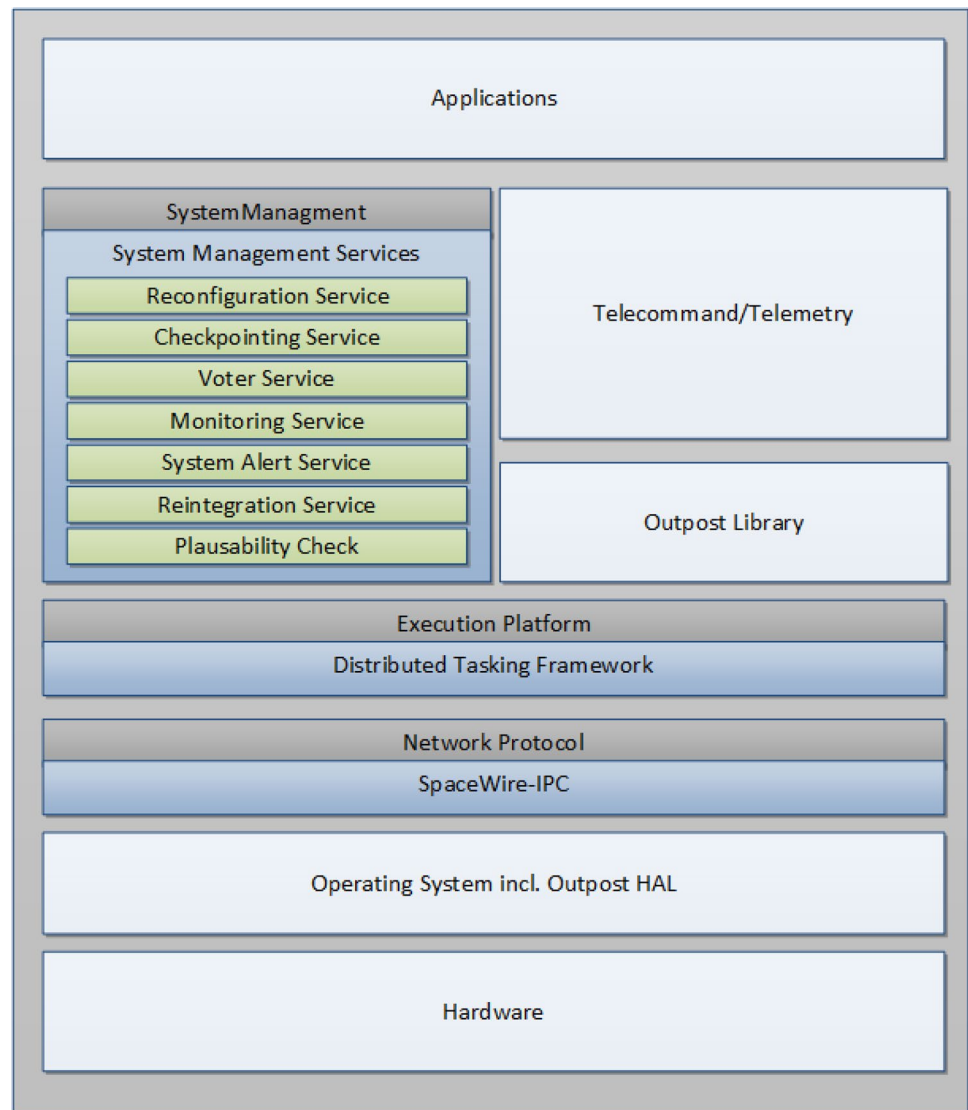 Applications
SystemManagment
System Management Services
Reconfiguration Service
Checkpointing Service
Voter Service
Monitoring Service
System Alert Service
Reintegration Service
Plausability Check
Telecommand/Telemetry
Outpost Library
Execution Platform
Distributed Tasking Framework
Network Protocol
SpaceWire-IPC
Operating System incl. Outpost HAL
Hardware